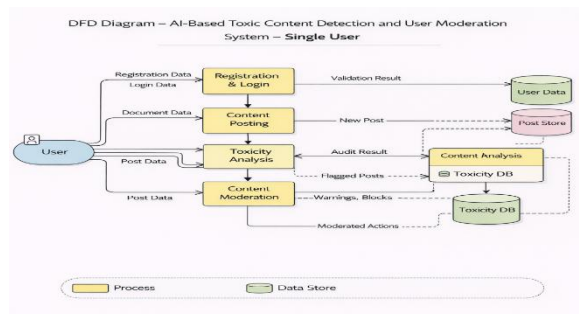 DFD Diagram – AI-Based Toxic Content Detection and User Moderation
System – Single User
Registration Data
Login Data
Registration
& Login
Validation Result
User Data
Document Data
Content
Posting
New Post
Post Store
User
Toxicity
Analysis
Audit Result
Content Analysis
Post Data
Flagged Posts
Toxicity DB
Post Data
Content
Moderation
Warnings, Blocks
Toxicity DB
Moderated Actions
Process
Data Store